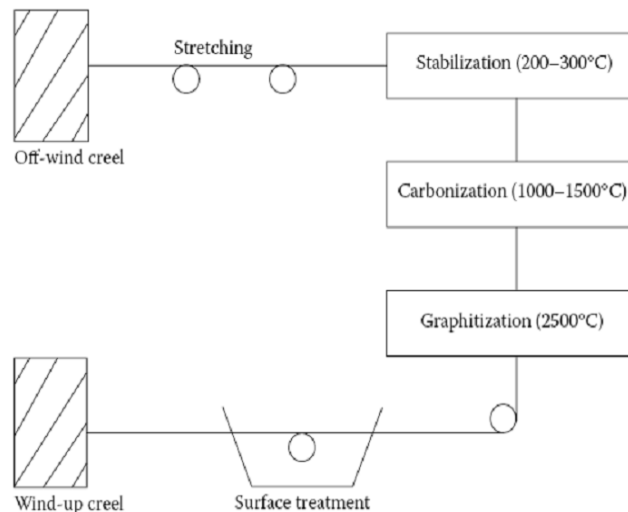 Stretching
Stabilization (200–300°C)
Off-wind creel
Carbonization (1000–1500°C)
Graphitization (2500°C)
Wind-up creel
Surface treatment